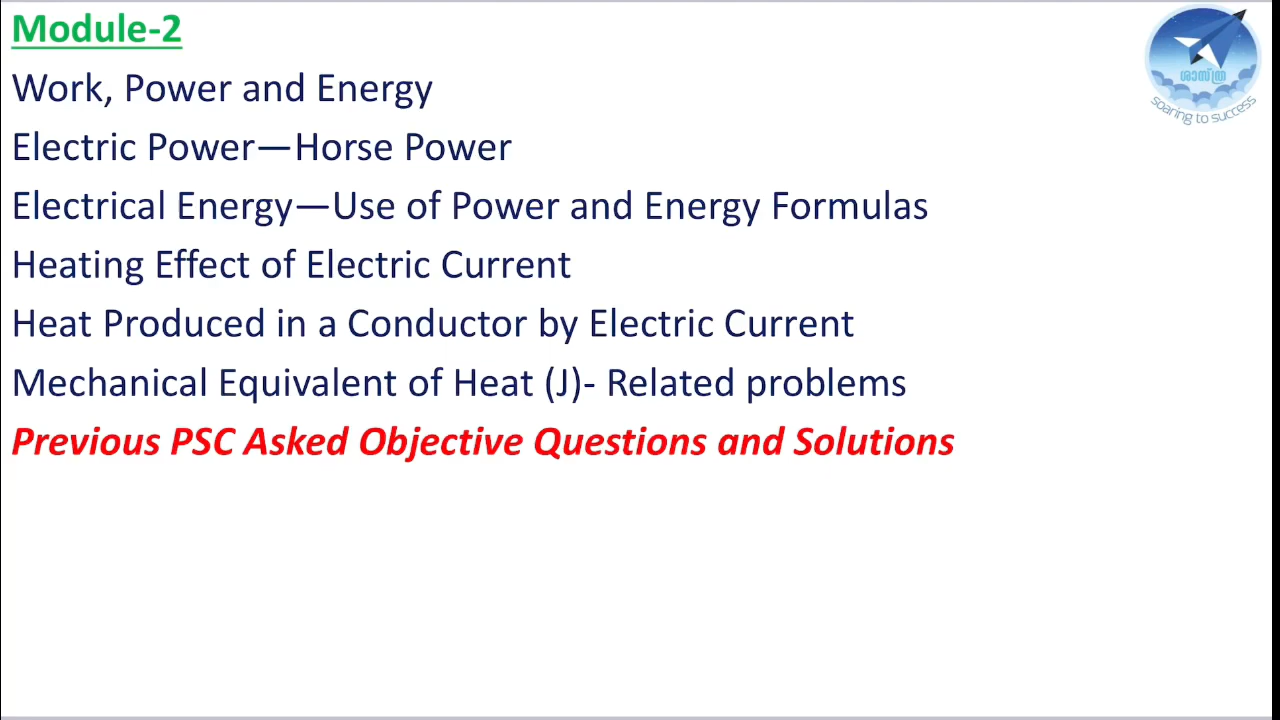 Module-2
Work, Power and Energy
Electric Power—Horse Power
Electrical Energy—Use of Power and Energy Formulas
Heating Effect of Electric Current
Heat Produced in a Conductor by Electric Current
Mechanical Equivalent of Heat (J)- Related problems
Previous PSC Asked Objective Questions and Solutions
ശാസ്ത്ര
soaring to success